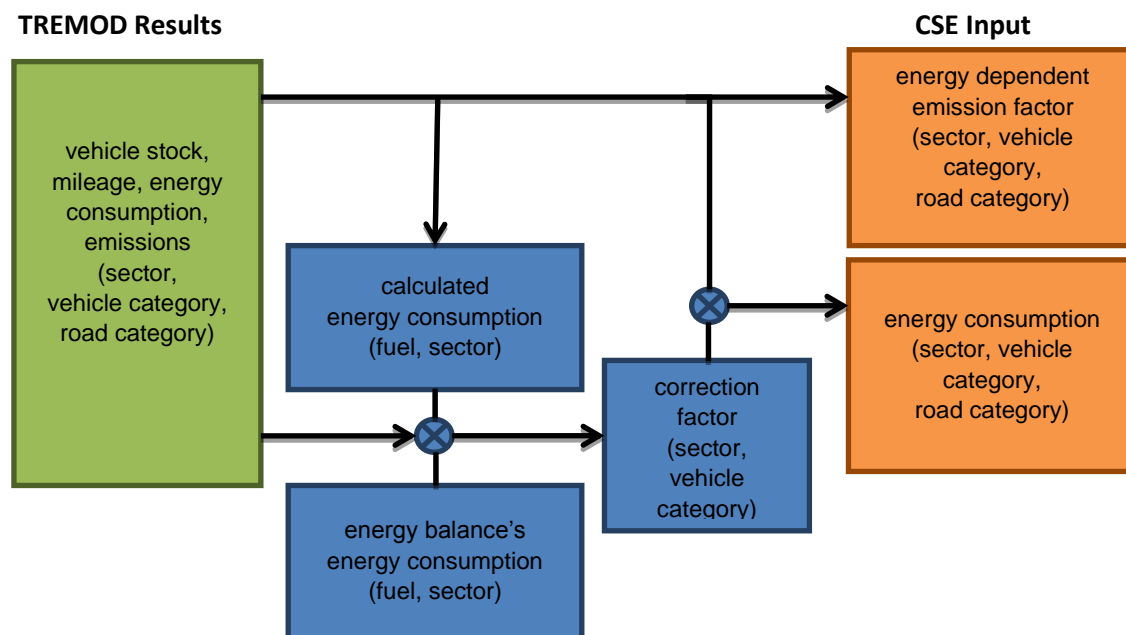 TREMOD Results
CSE Input
vehicle stock,
mileage, energy
consumption,
emissions
(sector,
vehicle category,
road category)
calculated
energy consumption
(fuel, sector)
energy balance’s
energy consumption
(fuel, sector)
correction
factor
(sector,
vehicle
category)
energy dependent
emission factor
(sector, vehicle
category,
road category)
energy consumption
(sector, vehicle
category,
road category)